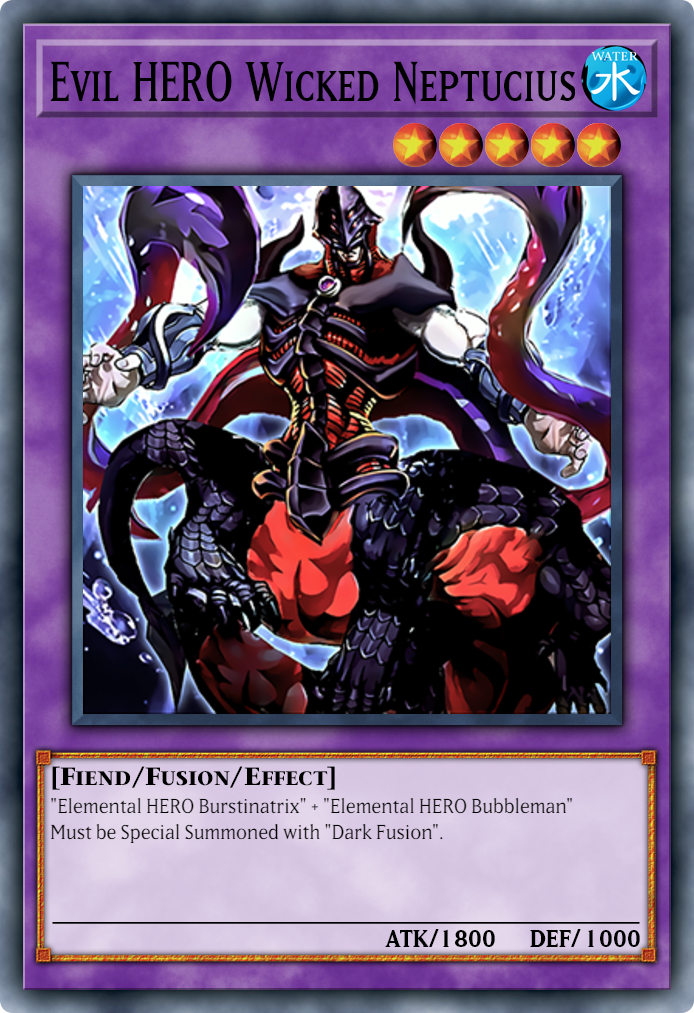 Evil HERO Wicked Neptucius
WATER
水
[Fiend/Fusion/Effect]
"Elemental HERO Burstinatrix" + "Elemental HERO Bubbleman"
Must be Special Summoned with "Dark Fusion".
ATK/1800 DEF/ 1000